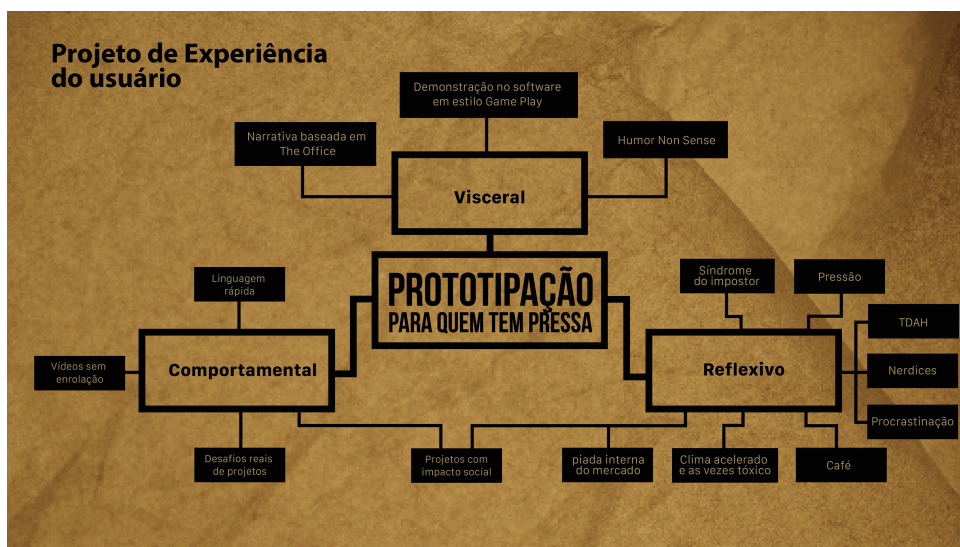 Projeto de Experiência
do usuário
Demonstração no software
em estilo Game Play
Narrativa baseada em
The Office
Humor Non Sense
Visceral
PROTOTIPAÇÃO
PARA QUEM TEM PRESSA
Linguagem
rápida
Vídeos sem
enrolação
Comportamental
Desafios reais
de projetos
Projetos com
impacto social
Síndrome
do impostor
Pressão
TDAH
Nerdices
Procrastinação
Reflexivo
piada interna
do mercado
Clima acelerado
e as vezes tóxico
Café